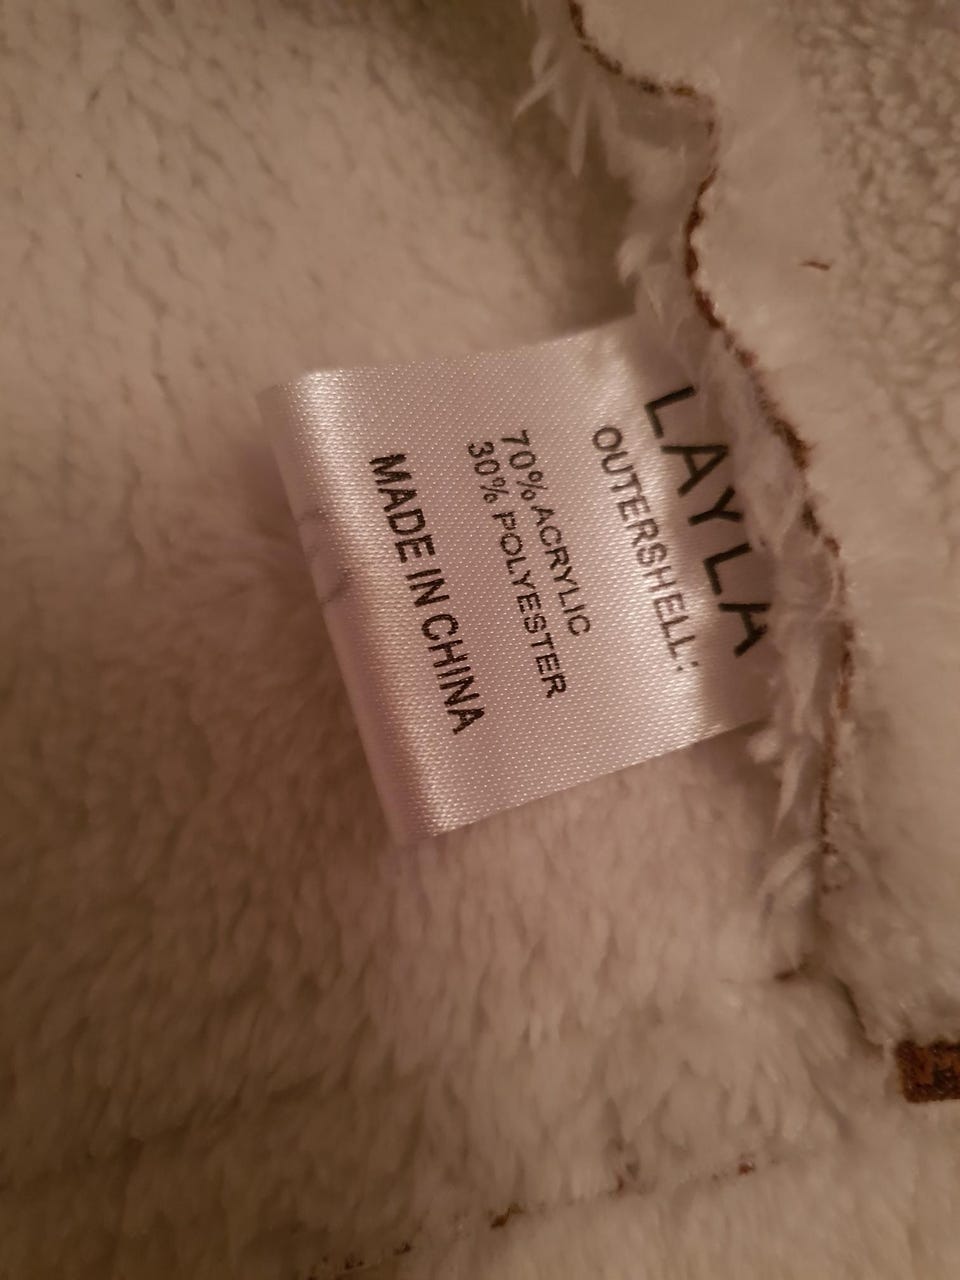 LAYLA
OUTERSHELL:
70% ACRYLIC
30% POLYESTER
MADE IN CHINA